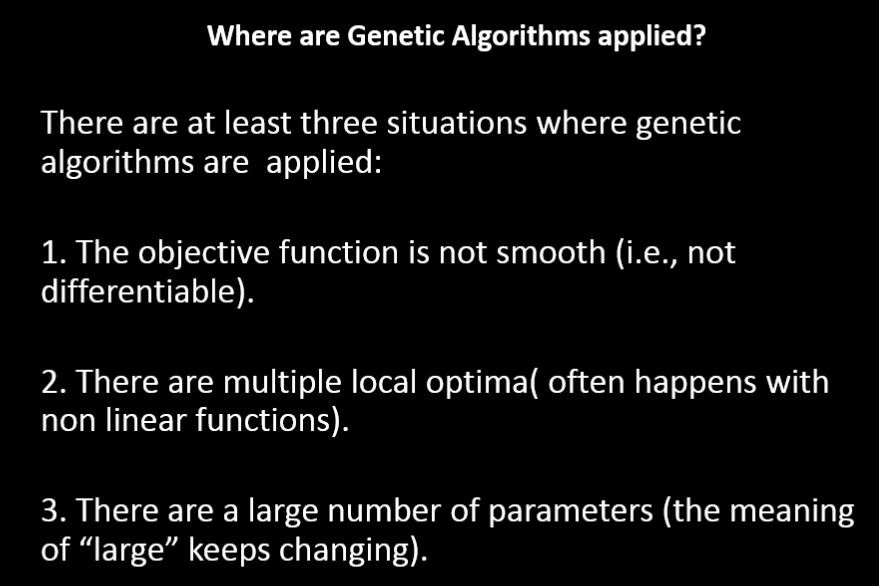 Where are Genetic Algorithms applied?
There are at least three situations where genetic
algorithms are  applied:
1. The objective function is not smooth (i.e., not
differentiable).
2. There are multiple local optima( often happens with
non linear functions).
3. There are a large number of parameters (the meaning
of “large” keeps changing).